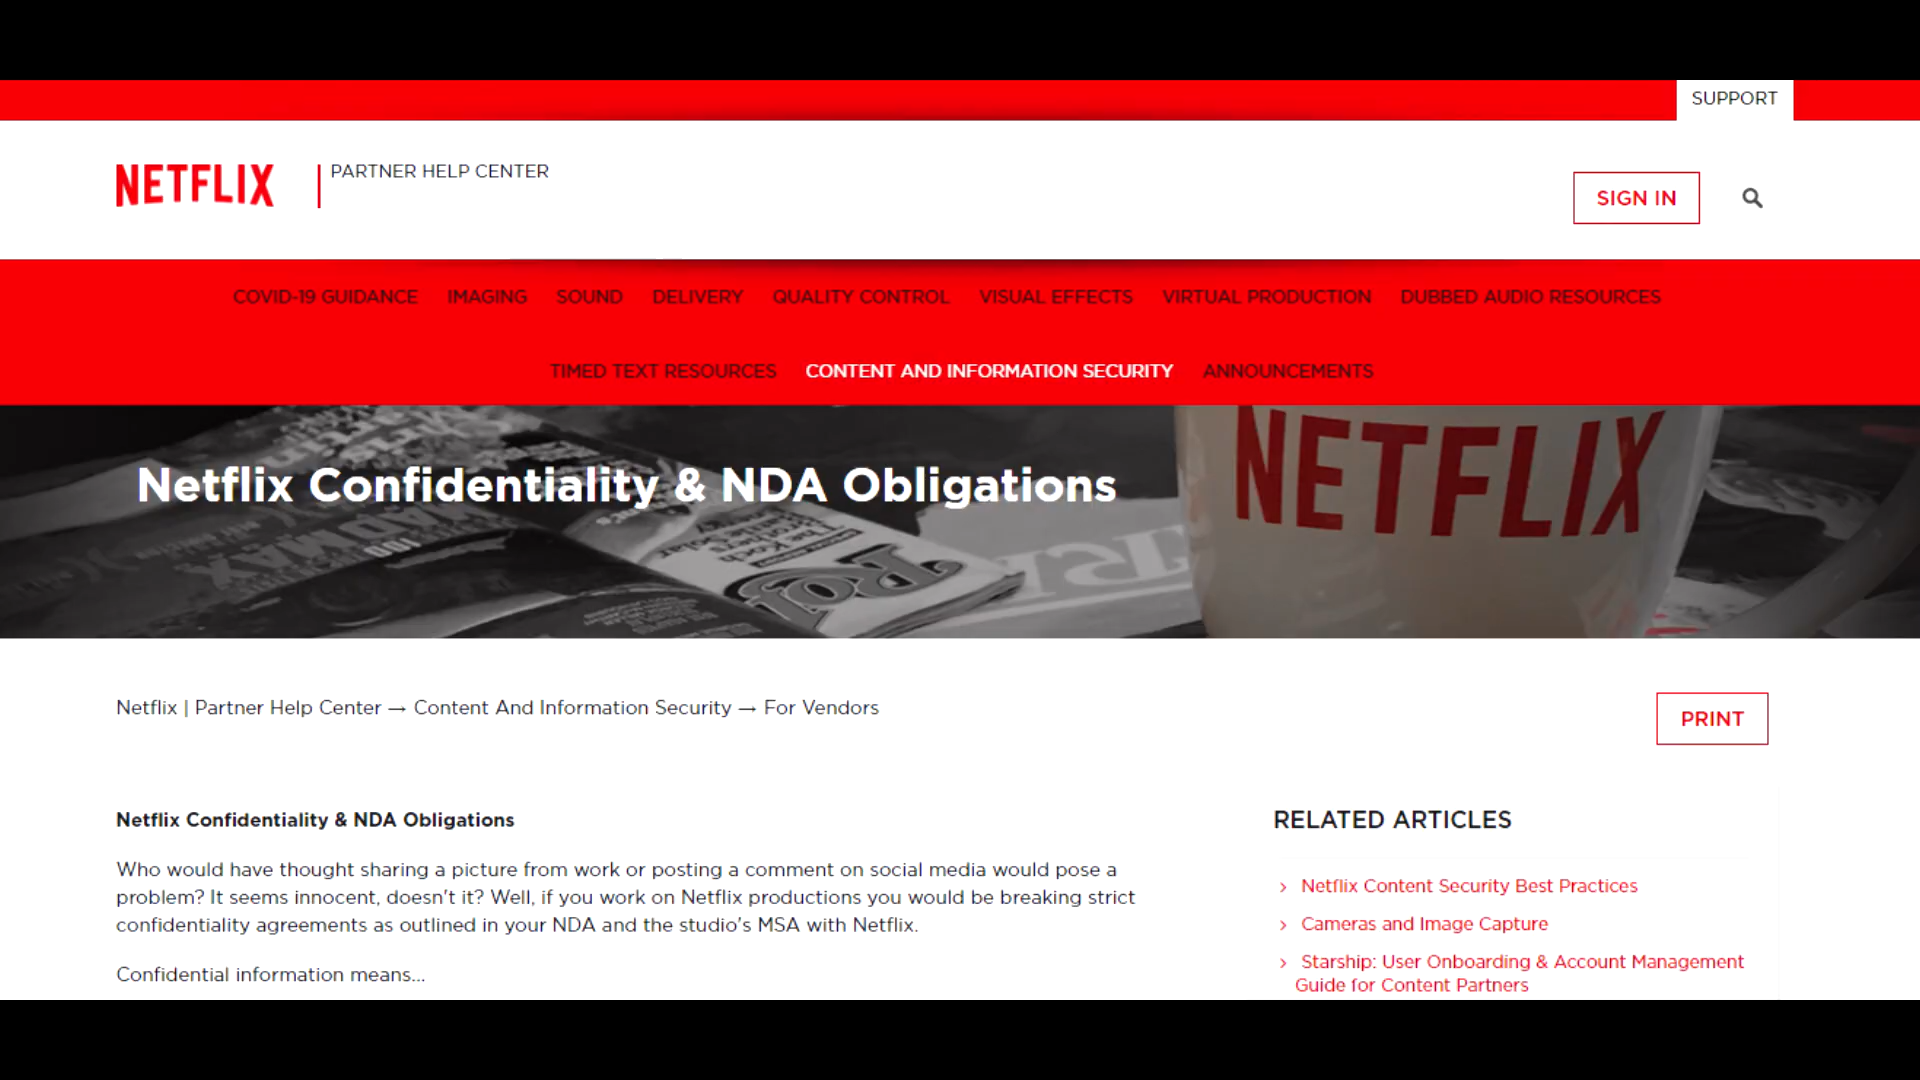 SUPPORT
NETFLIX
PARTNER HELP CENTER
SIGN IN
COVID-19 GUIDANCE IMAGING SOUND DELIVERY QUALITY CONTROL VISUAL EFFECTS VIRTUAL PRODUCTION DUBBED AUDIO RESOURCES
TIMED TEXT RESOURCES CONTENT AND INFORMATION SECURITY ANNOUNCEMENTS
NETFLIX
Netflix Confidentiality & NDA Obligations
MAD MAX
The Koch
Brothers
Netflix | Partner Help Center → Content And Information Security → For Vendors
PRINT
Netflix Confidentiality & NDA Obligations
Who would have thought sharing a picture from work or posting a comment on social media would pose a
problem? It seems innocent, doesn't it? Well, if you work on Netflix productions you would be breaking strict
confidentiality agreements as outlined in your NDA and the studio's MSA with Netflix.
Confidential information means...
RELATED ARTICLES
> Netflix Content Security Best Practices
> Cameras and Image Capture
> Starship: User Onboarding & Account Management
Guide for Content Partners